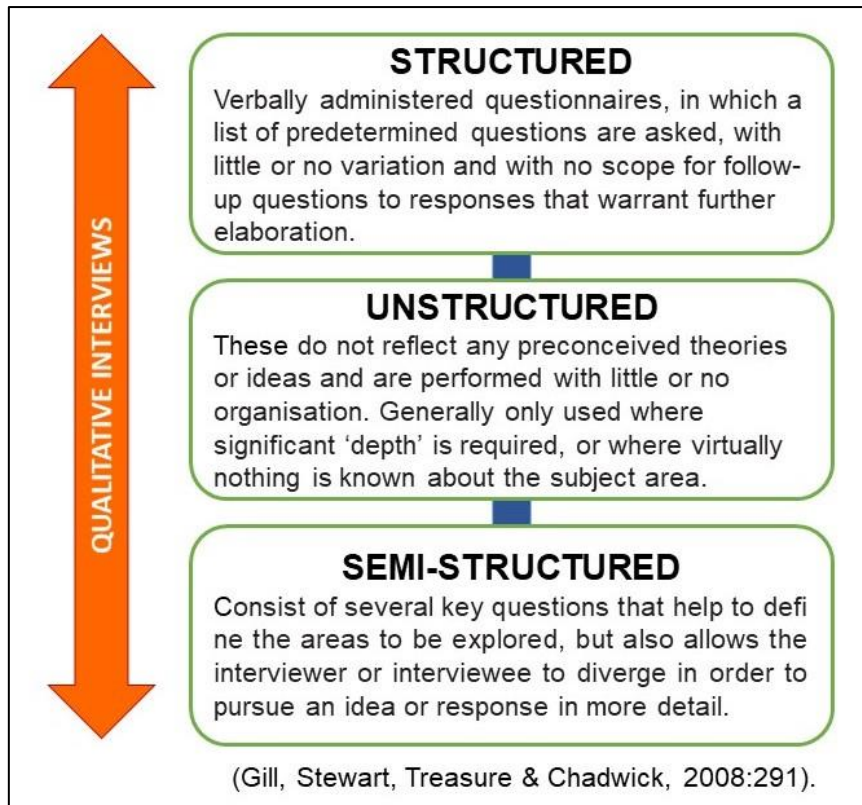 QUALITATIVE INTERVIEWS
STRUCTURED
Verbally administered questionnaires, in which a
list of predetermined questions are asked, with
little or no variation and with no scope for follow-
up questions to responses that warrant further
elaboration.
UNSTRUCTURED
These do not reflect any preconceived theories
or ideas and are performed with little or no
organisation. Generally only used where
significant ‘depth’ is required, or where virtually
nothing is known about the subject area.
SEMI-STRUCTURED
Consist of several key questions that help to defi
ne the areas to be explored, but also allows the
interviewer or interviewee to diverge in order to
pursue an idea or response in more detail.
(Gill, Stewart, Treasure & Chadwick, 2008:291).